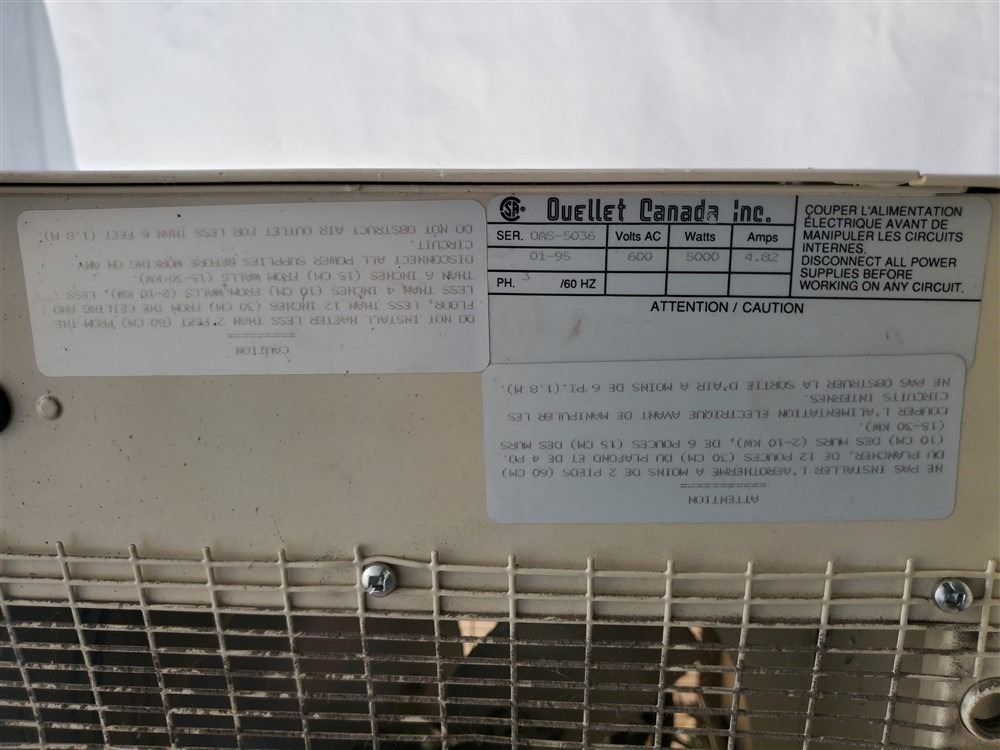 Ouellet Canada Inc.
SER. OAS-5036 Volts AC Watts Amps
01-95 600 5000 4.82
PH. 3 /60 HZ
COUPER L'ALIMENTATION
ÉLECTRIQUE AVANT DE
MANIPULER LES CIRCUITS
INTERNES.
DISCONNECT ALL POWER
SUPPLIES BEFORE
WORKING ON ANY CIRCUIT.
ATTENTION / CAUTION
CAUTION
DO NOT INSTALL HAETER LESS THAN 2 FEET (60 CM) FROM THE
FLOOR, LESS THAN 12 INCHES (30 CM) FROM THE CEILING AND
LESS THAN 4 INCHES (10 CM) FROM WALLS (2-10 KW), LESS
THAN 6 INCHES (15 CM) FROM WALLS (15-30 KW).
DISCONNECT ALL POWER SUPPLIES BEFORE WORKING ON ANY
CIRCUIT.
DO NOT OBSTRUCT AIR OUTLET FOR LESS THAN 6 FEET (1.8 M).
ATTENTION
NE PAS INSTALLER L'AEROTHERME A MOINS DE 2 PIEDS (60 CM)
DU PLANCHER, DE 12 POUCES (30 CM) DU PLAFOND ET DE 4 PO.
(10 CM) DES MURS (2-10 KW), DE 6 POUCES (15 CM) DES MURS
(15-30 KW).
COUPER L'ALIMENTATION ELECTRIQUE AVANT DE MANIPULER LES
CIRCUITS INTERNES.
NE PAS OBSTRUER LA SORTIE D'AIR A MOINS DE 6 PI.(1.8 M).